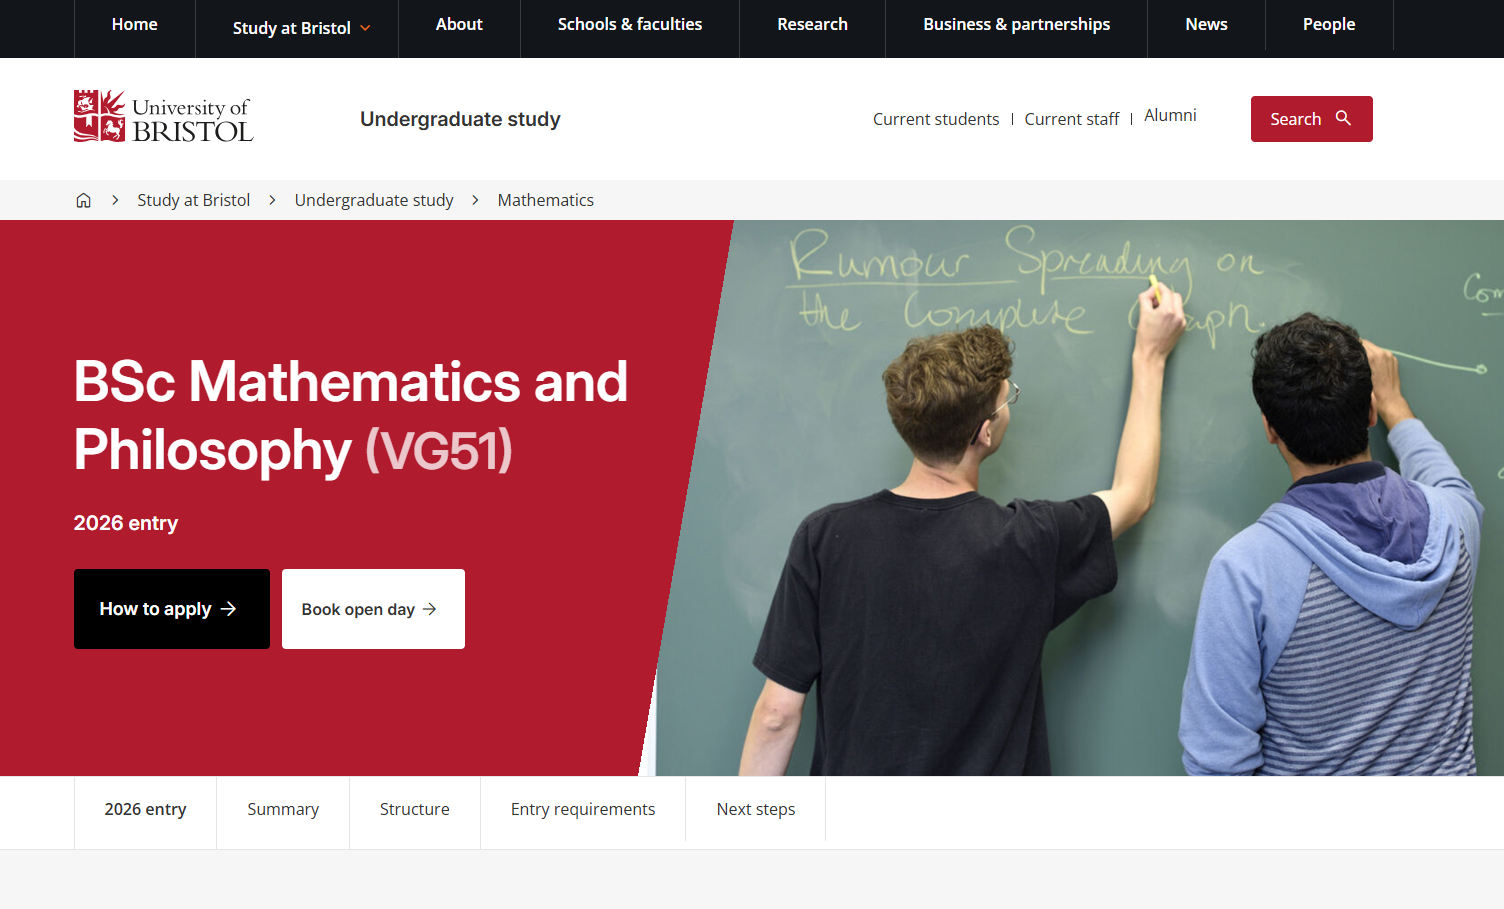 Home
Study at Bristol
About
Schools & faculties
Research
Business & partnerships
News
People
University of
BRISTOL
Undergraduate study
Current students
Current staff
Alumni
Search
Study at Bristol
Undergraduate study
Mathematics
BSc Mathematics and
Philosophy (VG51)
2026 entry
How to apply
Book open day
Rumour Spreading on
the Complete Graph.
2026 entry
Summary
Structure
Entry requirements
Next steps